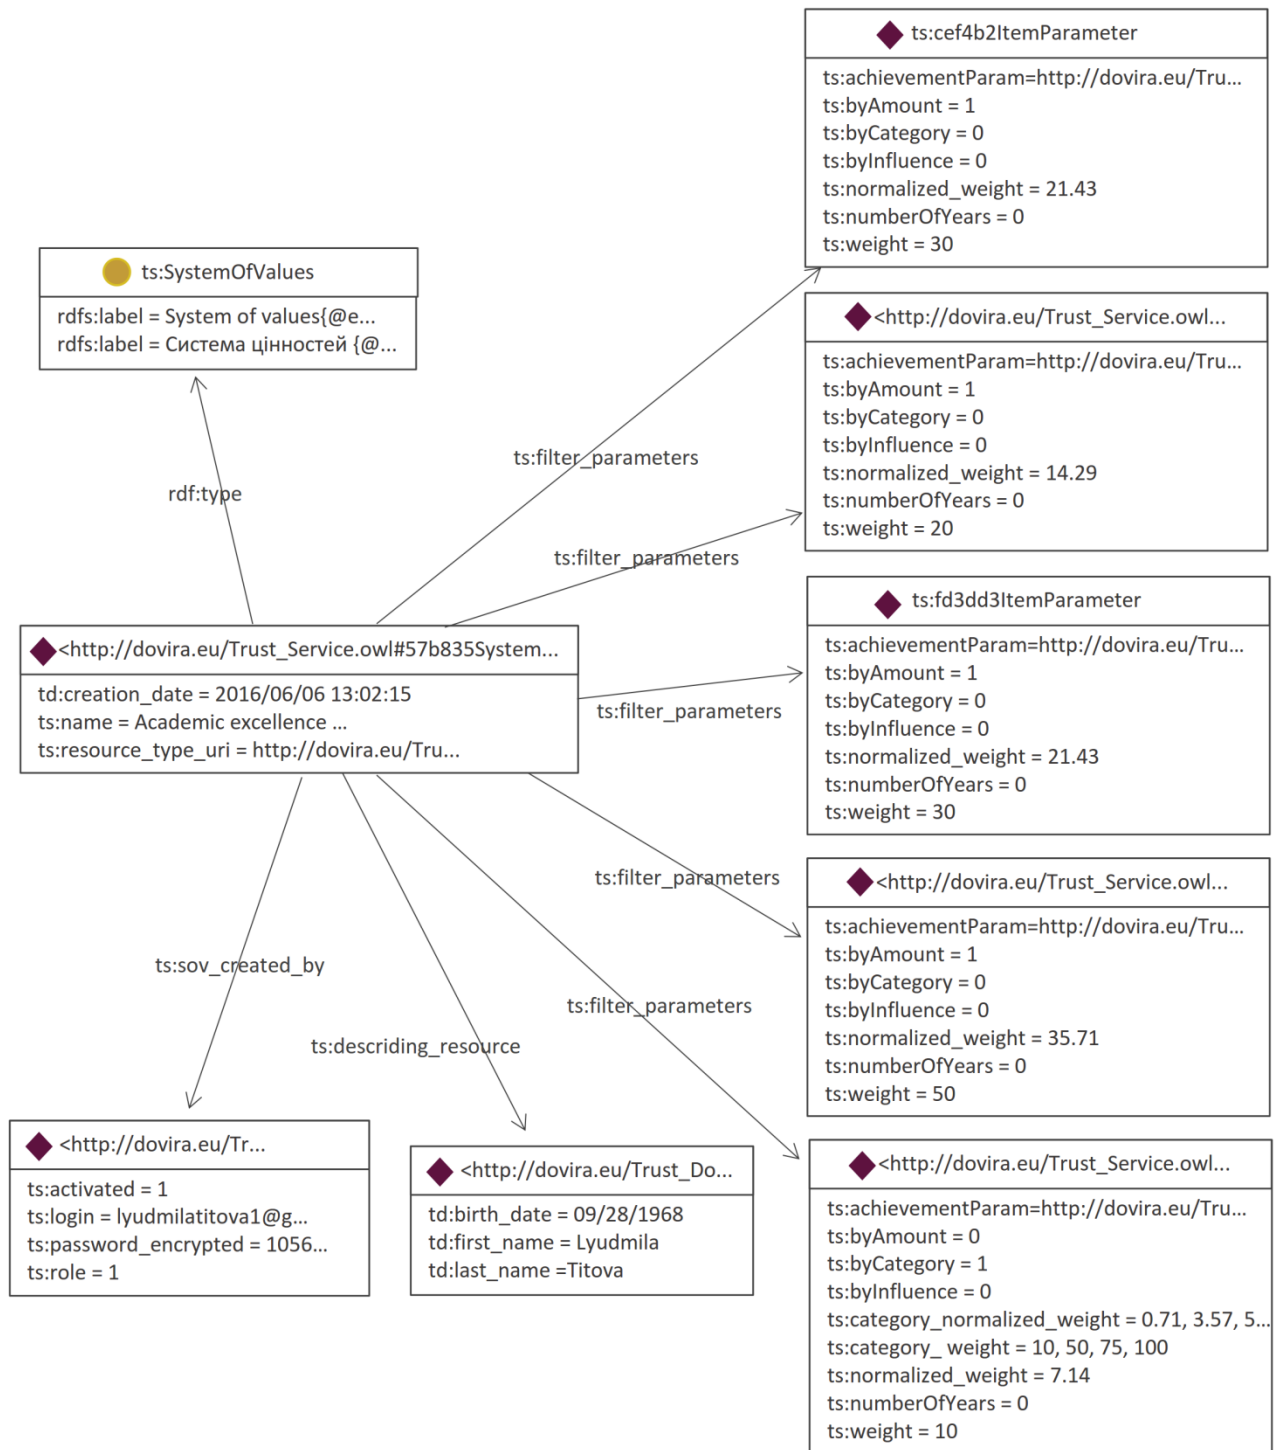 ts:cef4b2ItemParameter
ts:achievementParam=http://dovira.eu/Tru...
ts:byAmount = 1
ts:byCategory = 0
ts:byInfluence = 0
ts:normalized_weight = 21.43
ts:numberOfYears = 0
ts:weight = 30
ts:SystemOfValues
rdfs:label = System of values{@e...
rdfs:label = Система цінностей {@...
<http://dovira.eu/Trust_Service.owl...
ts:achievementParam=http://dovira.eu/Tru...
ts:byAmount = 1
ts:byCategory = 0
ts:byInfluence = 0
ts:normalized_weight = 14.29
ts:numberOfYears = 0
ts:weight = 20
ts:filter_parameters
rdf:type
ts:filter_parameters
ts:fd3dd3ItemParameter
ts:achievementParam=http://dovira.eu/Tru...
ts:byAmount = 1
ts:byCategory = 0
ts:byInfluence = 0
ts:normalized_weight = 21.43
ts:numberOfYears = 0
ts:weight = 30
<http://dovira.eu/Trust_Service.owl#57b835System...
td:creation_date = 2016/06/06 13:02:15
ts:name = Academic excellence ...
ts:resource_type_uri = http://dovira.eu/Tru...
ts:filter_parameters
ts:filter_parameters
<http://dovira.eu/Trust_Service.owl...
ts:achievementParam=http://dovira.eu/Tru...
ts:byAmount = 1
ts:byCategory = 0
ts:byInfluence = 0
ts:normalized_weight = 35.71
ts:numberOfYears = 0
ts:weight = 50
ts:sov_created_by
ts:filter_parameters
ts:descriding_resource
<http://dovira.eu/Tr...
ts:activated = 1
ts:login = lyudmilatitova1@g...
ts:password_encrypted = 1056...
ts:role = 1
<http://dovira.eu/Trust_Do...
td:birth_date = 09/28/1968
td:first_name = Lyudmila
td:last_name =Titova
<http://dovira.eu/Trust_Service.owl...
ts:achievementParam=http://dovira.eu/Tru...
ts:byAmount = 0
ts:byCategory = 1
ts:byInfluence = 0
ts:category_normalized_weight = 0.71, 3.57, 5...
ts:category_ weight = 10, 50, 75, 100
ts:normalized_weight = 7.14
ts:numberOfYears = 0
ts:weight = 10